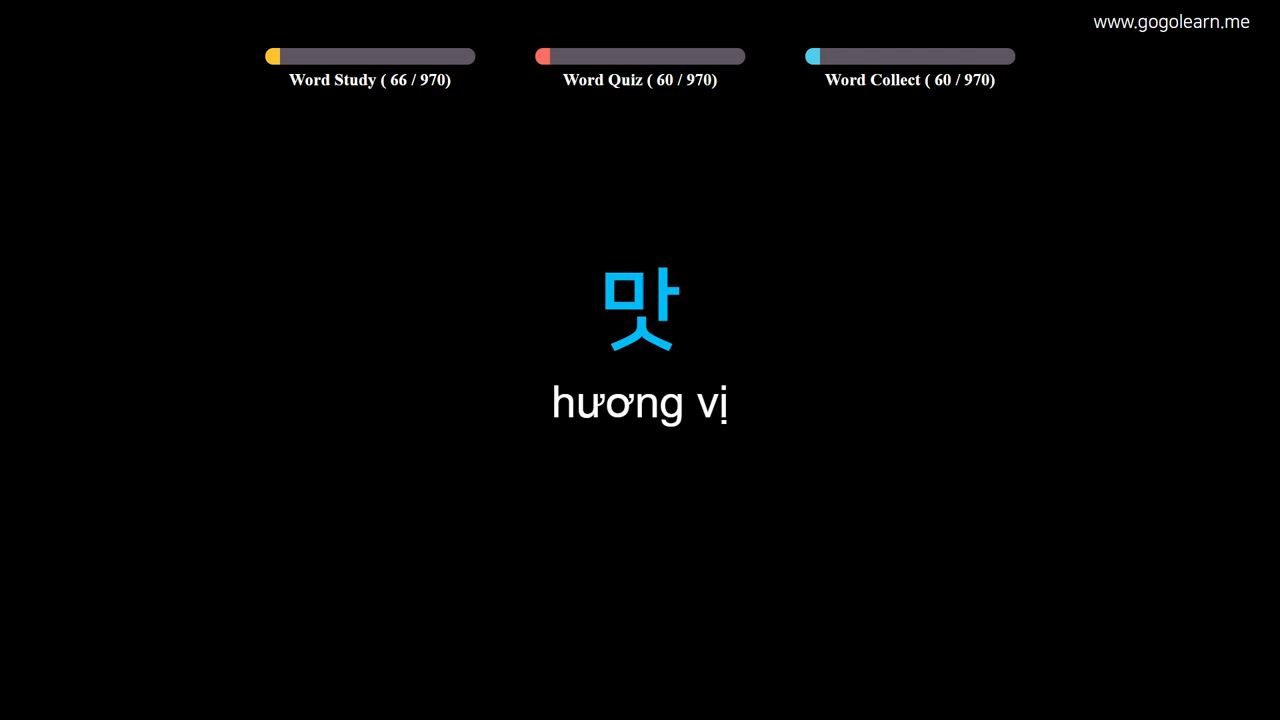 www.gogolearn.me
Word Study ( 66 / 970)
Word Quiz ( 60 / 970)
Word Collect ( 60 / 970)
맛
hương vị